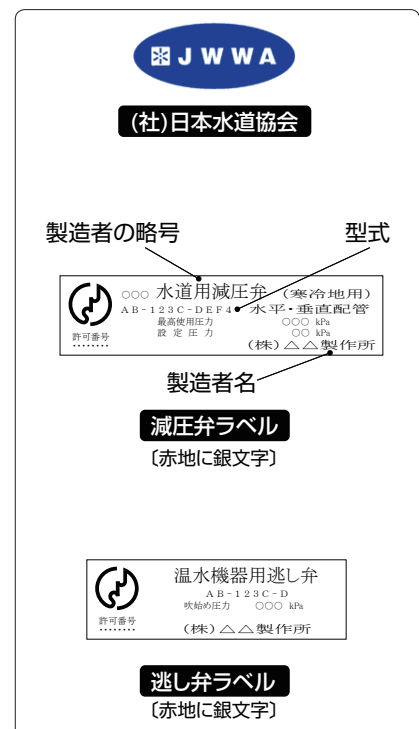 JWWA
(社)日本水道協会
製造者の略号
型式
○○○ 水道用減圧弁 (寒冷地用)
AB-123C-DEF4 水平・垂直配管
最高使用圧力 ○○○ kPa
設定圧力 ○○ kPa
許可番号
(株)△△製作所
製造者名
減圧弁ラベル
〔赤地に銀文字〕
温水機器用逃し弁
AB-123C-D
吹始め圧力 ○○○ kPa
許可番号
(株)△△製作所
逃し弁ラベル
〔赤地に銀文字〕